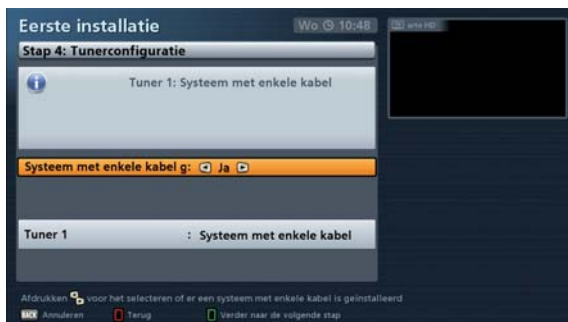 Eerste installatie
Wo 10:48
arte HD
Stap 4: Tunerconfiguratie
Tuner 1: Systeem met enkele kabel
Systeem met enkele kabel g: Ja
Tuner 1 : Systeem met enkele kabel
Afdrukken voor het selecteren of er een systeem met enkele kabel is geïnstalleerd
BACK Annuleren Terug Verder naar de volgende stap